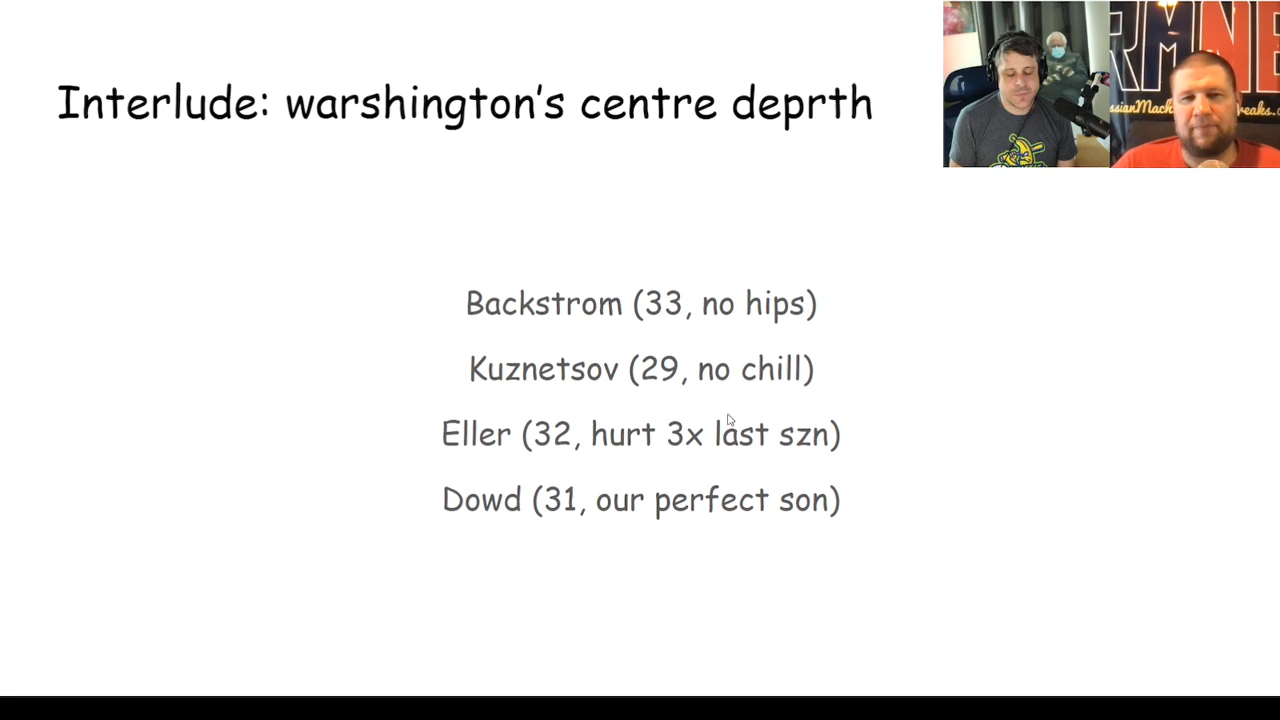 Interlude: warshington's centre deprth
Backstrom (33, no hips)
Kuznetsov (29, no chill)
Eller (32, hurt 3x last szn)
Dowd (31, our perfect son)